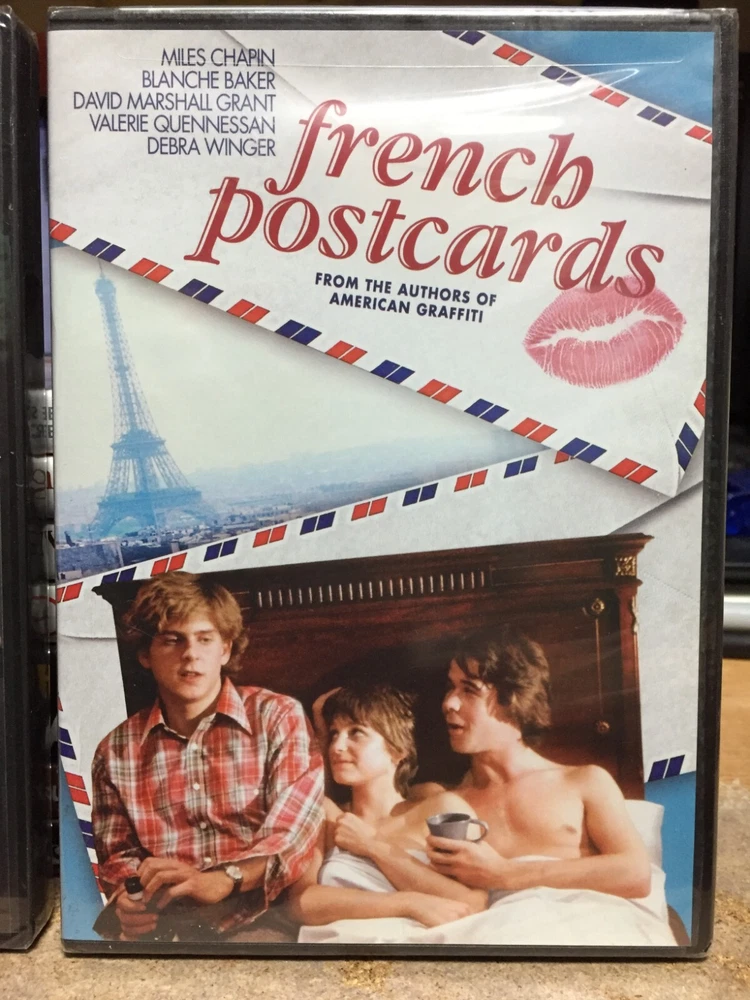 MILES CHAPIN
BLANCHE BAKER
DAVID MARSHALL GRANT
VALERIE QUENNESSAN
DEBRA WINGER
french
postcards
FROM THE AUTHORS OF
AMERICAN GRAFFITI